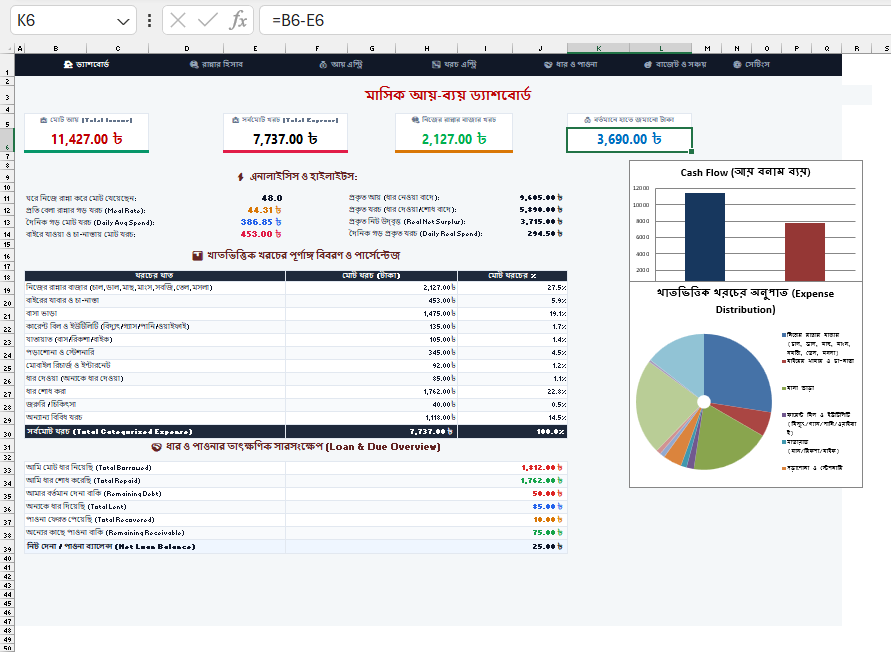 K6
fx
=B6-E6
A B C D E F G H I J K L M N O P Q R S
ড্যাশবোর্ড রান্নার হিসাব আয় এন্ট্রি খরচ এন্ট্রি ধার ও পাওনা বাজেট ও সঞ্চয় সেটিংস
মাসিক আয়-ব্যয় ড্যাশবোর্ড
মোট আয় (Total Income) সর্বমোট খরচ (Total Expense) নিজের রান্নার বাজার খরচ বর্তমানে হাতে জমানো টাকা
11,427.00 ৳ 7,737.00 ৳ 2,127.00 ৳ 3,690.00 ৳
এনালাইসিস ও হাইলাইটস:
ঘরে নিজে রান্না করে মোট খেয়েছেন: 48.0 প্রকৃত আয় (ধার নেওয়া বাদে): 9,605.00 ৳
প্রতি বেলা রান্নার গড় খরচ (Meal Rate): 44.31 ৳ প্রকৃত খরচ (ধার দেওয়া/শোধ বাদে): 5,890.00 ৳
দৈনিক গড় মোট খরচ (Daily Avg Spend): 386.85 ৳ প্রকৃত নিট উদ্বৃত্ত (Real Net Surplus): 3,715.00 ৳
বাইরে খাওয়া ও চা-নাস্তায় মোট খরচ: 453.00 ৳ দৈনিক গড় প্রকৃত খরচ (Daily Real Spend): 294.50 ৳
খাতভিত্তিক খরচের পূর্ণাঙ্গ বিবরণ ও পার্সেন্টেজ
খরচের খাত মোট খরচ (টাকা) মোট খরচের %
নিজের রান্নার বাজার (চাল,ডাল,মাছ,মাংস,সবজি,তেল,মসলা) 2,127.00 ৳ 27.5%
বাইরের খাবার ও চা-নাস্তা 453.00 ৳ 5.9%
বাসা ভাড়া 1,475.00 ৳ 19.1%
কারেন্ট বিল ও ইউটিলিটি (বিদ্যুৎ/গ্যাস/পানি/ওয়াইফাই) 135.00 ৳ 1.7%
যাতায়াত (বাস/রিকশা/বাইক) 105.00 ৳ 1.4%
পড়াশোনা ও স্টেশনারি 345.00 ৳ 4.5%
মোবাইল রিচার্জ ও ইন্টারনেট 92.00 ৳ 1.2%
ধার দেওয়া (অন্যকে ধার দেওয়া) 85.00 ৳ 1.1%
ধার শোধ করা 1,762.00 ৳ 22.8%
জরুরি /চিকিৎসা 40.00 ৳ 0.5%
অন্যান্য বিবিধ খরচ 1,118.00 ৳ 14.5%
সর্বমোট খরচ (Total Categorized Expense) 7,737.00 ৳ 100.0%
ধার ও পাওনার তাৎক্ষণিক সারসংক্ষেপ (Loan & Due Overview)
আমি মোট ধার নিয়েছি (Total Borrowed) 1,812.00 ৳
আমি ধার শোধ করেছি (Total Repaid) 1,762.00 ৳
আমার বর্তমান দেনা বাকি (Remaining Debt) 50.00 ৳
অন্যকে ধার দিয়েছি (Total Lent) 85.00 ৳
পাওনা ফেরত পেয়েছি (Total Recovered) 10.00 ৳
অন্যের কাছে পাওনা বাকি (Remaining Receivable) 75.00 ৳
নিট দেনা / পাওনা ব্যালেন্স (Net Loan Balance) 25.00 ৳
Cash Flow (আয় বনাম ব্যয়)
12000
10000
8000
6000
4000
2000
খাতভিত্তিক খরচের অনুপাত (Expense
Distribution)
নিজের রান্নার বাজার
(চাল, ডাল, মাছ, মাংস,
সবজি, তেল, মসলা)
বাইরের খাবার ও চা-নাস্তা
বাসা ভাড়া
কারেন্ট বিল ও ইউটিলিটি
(বিদ্যুৎ/গ্যাস/পানি/ওয়াইফা
ই)
যাতায়াত
(বাস/রিকশা/বাইক)
পড়াশোনা ও স্টেশনারি